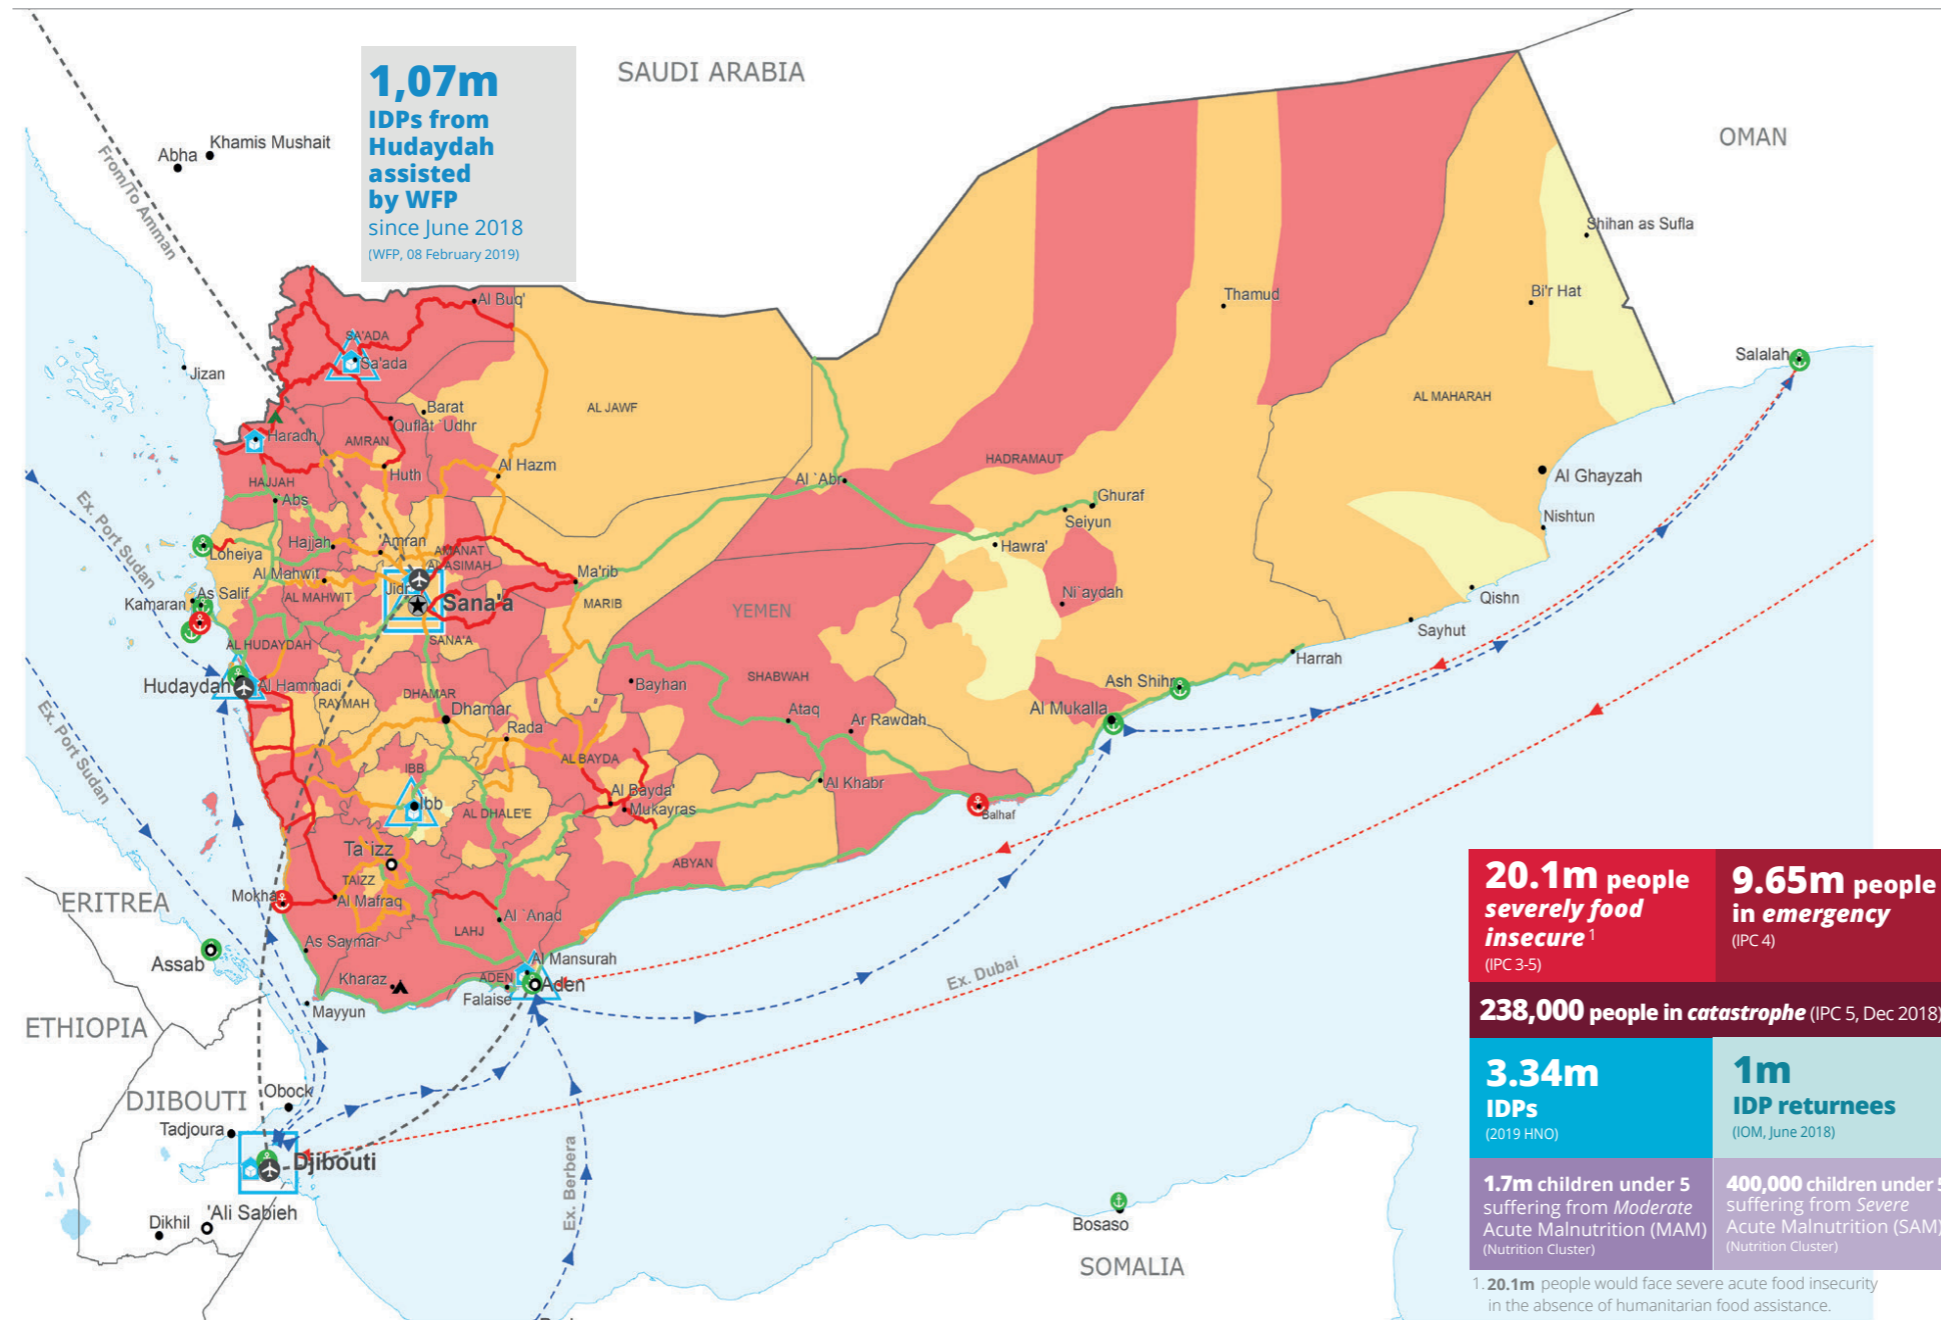 SAUDI ARABIA
OMAN
1,07m
IDPs from
Hudaydah
assisted
by WFP
since June 2018
(WFP, 08 February 2019)
Khamis Mushait
Abha
From/To Amman
Shihan as Sufla
Al Buq'
Thamud
Bi'r Hat
SA'ADA
Sa'ada
Salalah
Jizan
Barat
AL JAWF
AL MAHARAH
Quflat `Udhr
Haradh
AMRAN
HADRAMAUT
Al Hazm
Huth
Al `Abr
Al Ghayzah
HAJJAH
Abs
Ghuraf
Seiyun
Nishtun
Ex. Port Sudan
Hajjah
'Amran
Hawra'
Loheiya
AMANAT
AL ASIMAH
Al Mahwit
Ma'rib
As Salif
AL MAHWIT
Ni`aydah
Qishn
Kamaran
Sana'a
MARIB
YEMEN
Sayhut
AL HUDAYDAH
SANA'A
Harrah
Hudaydah
Al Hammadi
Bayhan
SHABWAH
Ash Shihr
DHAMAR
RAYMAH
Dhamar
Ataq
Ar Rawdah
Al Mukalla
Ex. Port Sudan
Rada
AL BAYDA
IBB
Al Khabr
Al Bayda'
Ibb
AL DHALE'E
Mukayras
Balhaf
Ta`izz
ABYAN
TAIZZ
Mokha
Al Mafraq
ERITREA
Al `Anad
LAHJ
As Saymar
Assab
Al Mansurah
Kharaz
ADEN
Aden
Ex. Dubai
Falaise
Mayyun
ETHIOPIA
Obock
DJIBOUTI
Tadjoura
Djibouti
Ex. Berbera
'Ali Sabieh
Dikhil
Bosaso
SOMALIA
20.1m people
severely food
insecure 1
(IPC 3-5)
9.65m people
in emergency
(IPC 4)
238,000 people in catastrophe (IPC 5, Dec 2018)
3.34m
IDPs
(2019 HNO)
1m
IDP returnees
(IOM, June 2018)
1.7m children under 5
suffering from Moderate
Acute Malnutrition (MAM)
(Nutrition Cluster)
400,000 children under 5
suffering from Severe
Acute Malnutrition (SAM)
(Nutrition Cluster)
1. 20.1m people would face severe acute food insecurity
in the absence of humanitarian food assistance.